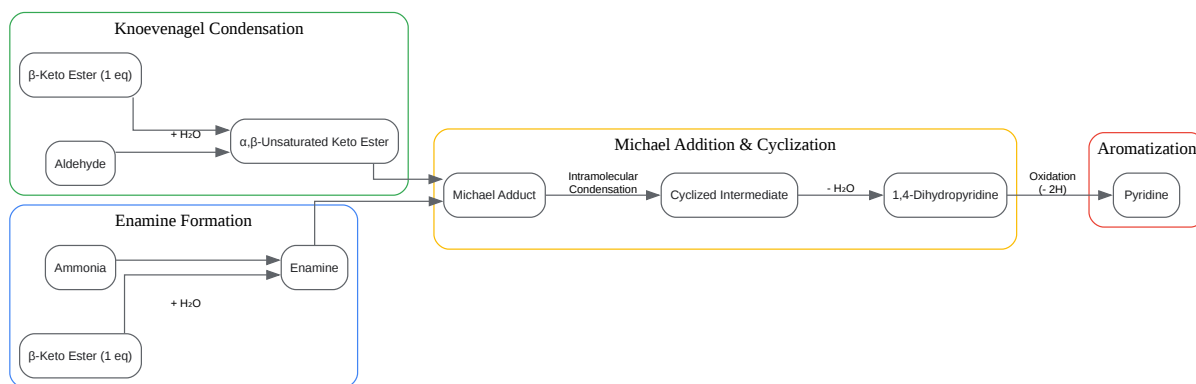 Knoevenagel Condensation
β-Keto Ester (1 eq)
+ H₂O
α,β-Unsaturated Keto Ester
Aldehyde
Enamine Formation
Ammonia
Enamine
+ H₂O
β-Keto Ester (1 eq)
Michael Addition & Cyclization
Michael Adduct
Intramolecular
Condensation
Cyclized Intermediate
- H₂O
1,4-Dihydropyridine
Oxidation
(- 2H)
Aromatization
Pyridine